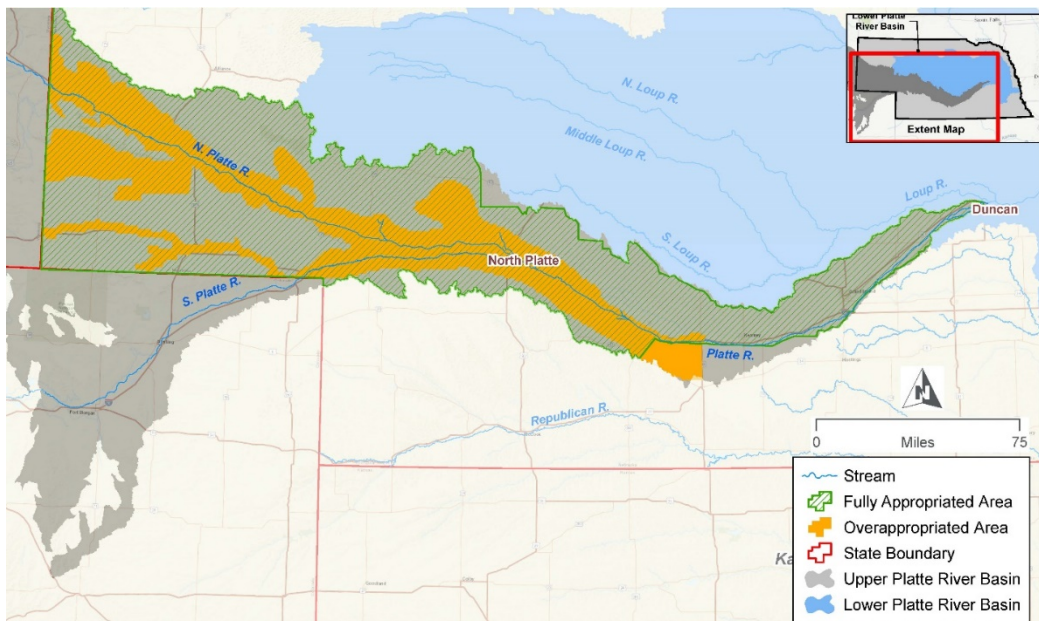 Lower Platte
River Basin
Extent Map
N. Loup R.
Middle Loup R.
Loup R.
N. Platte R.
Duncan
S. Loup R.
North Platte
S. Platte R.
Platte R.
Republican R.
N
0 75
Miles
Stream
Fully Appropriated Area
Overappropriated Area
State Boundary
Upper Platte River Basin
Lower Platte River Basin
Ka